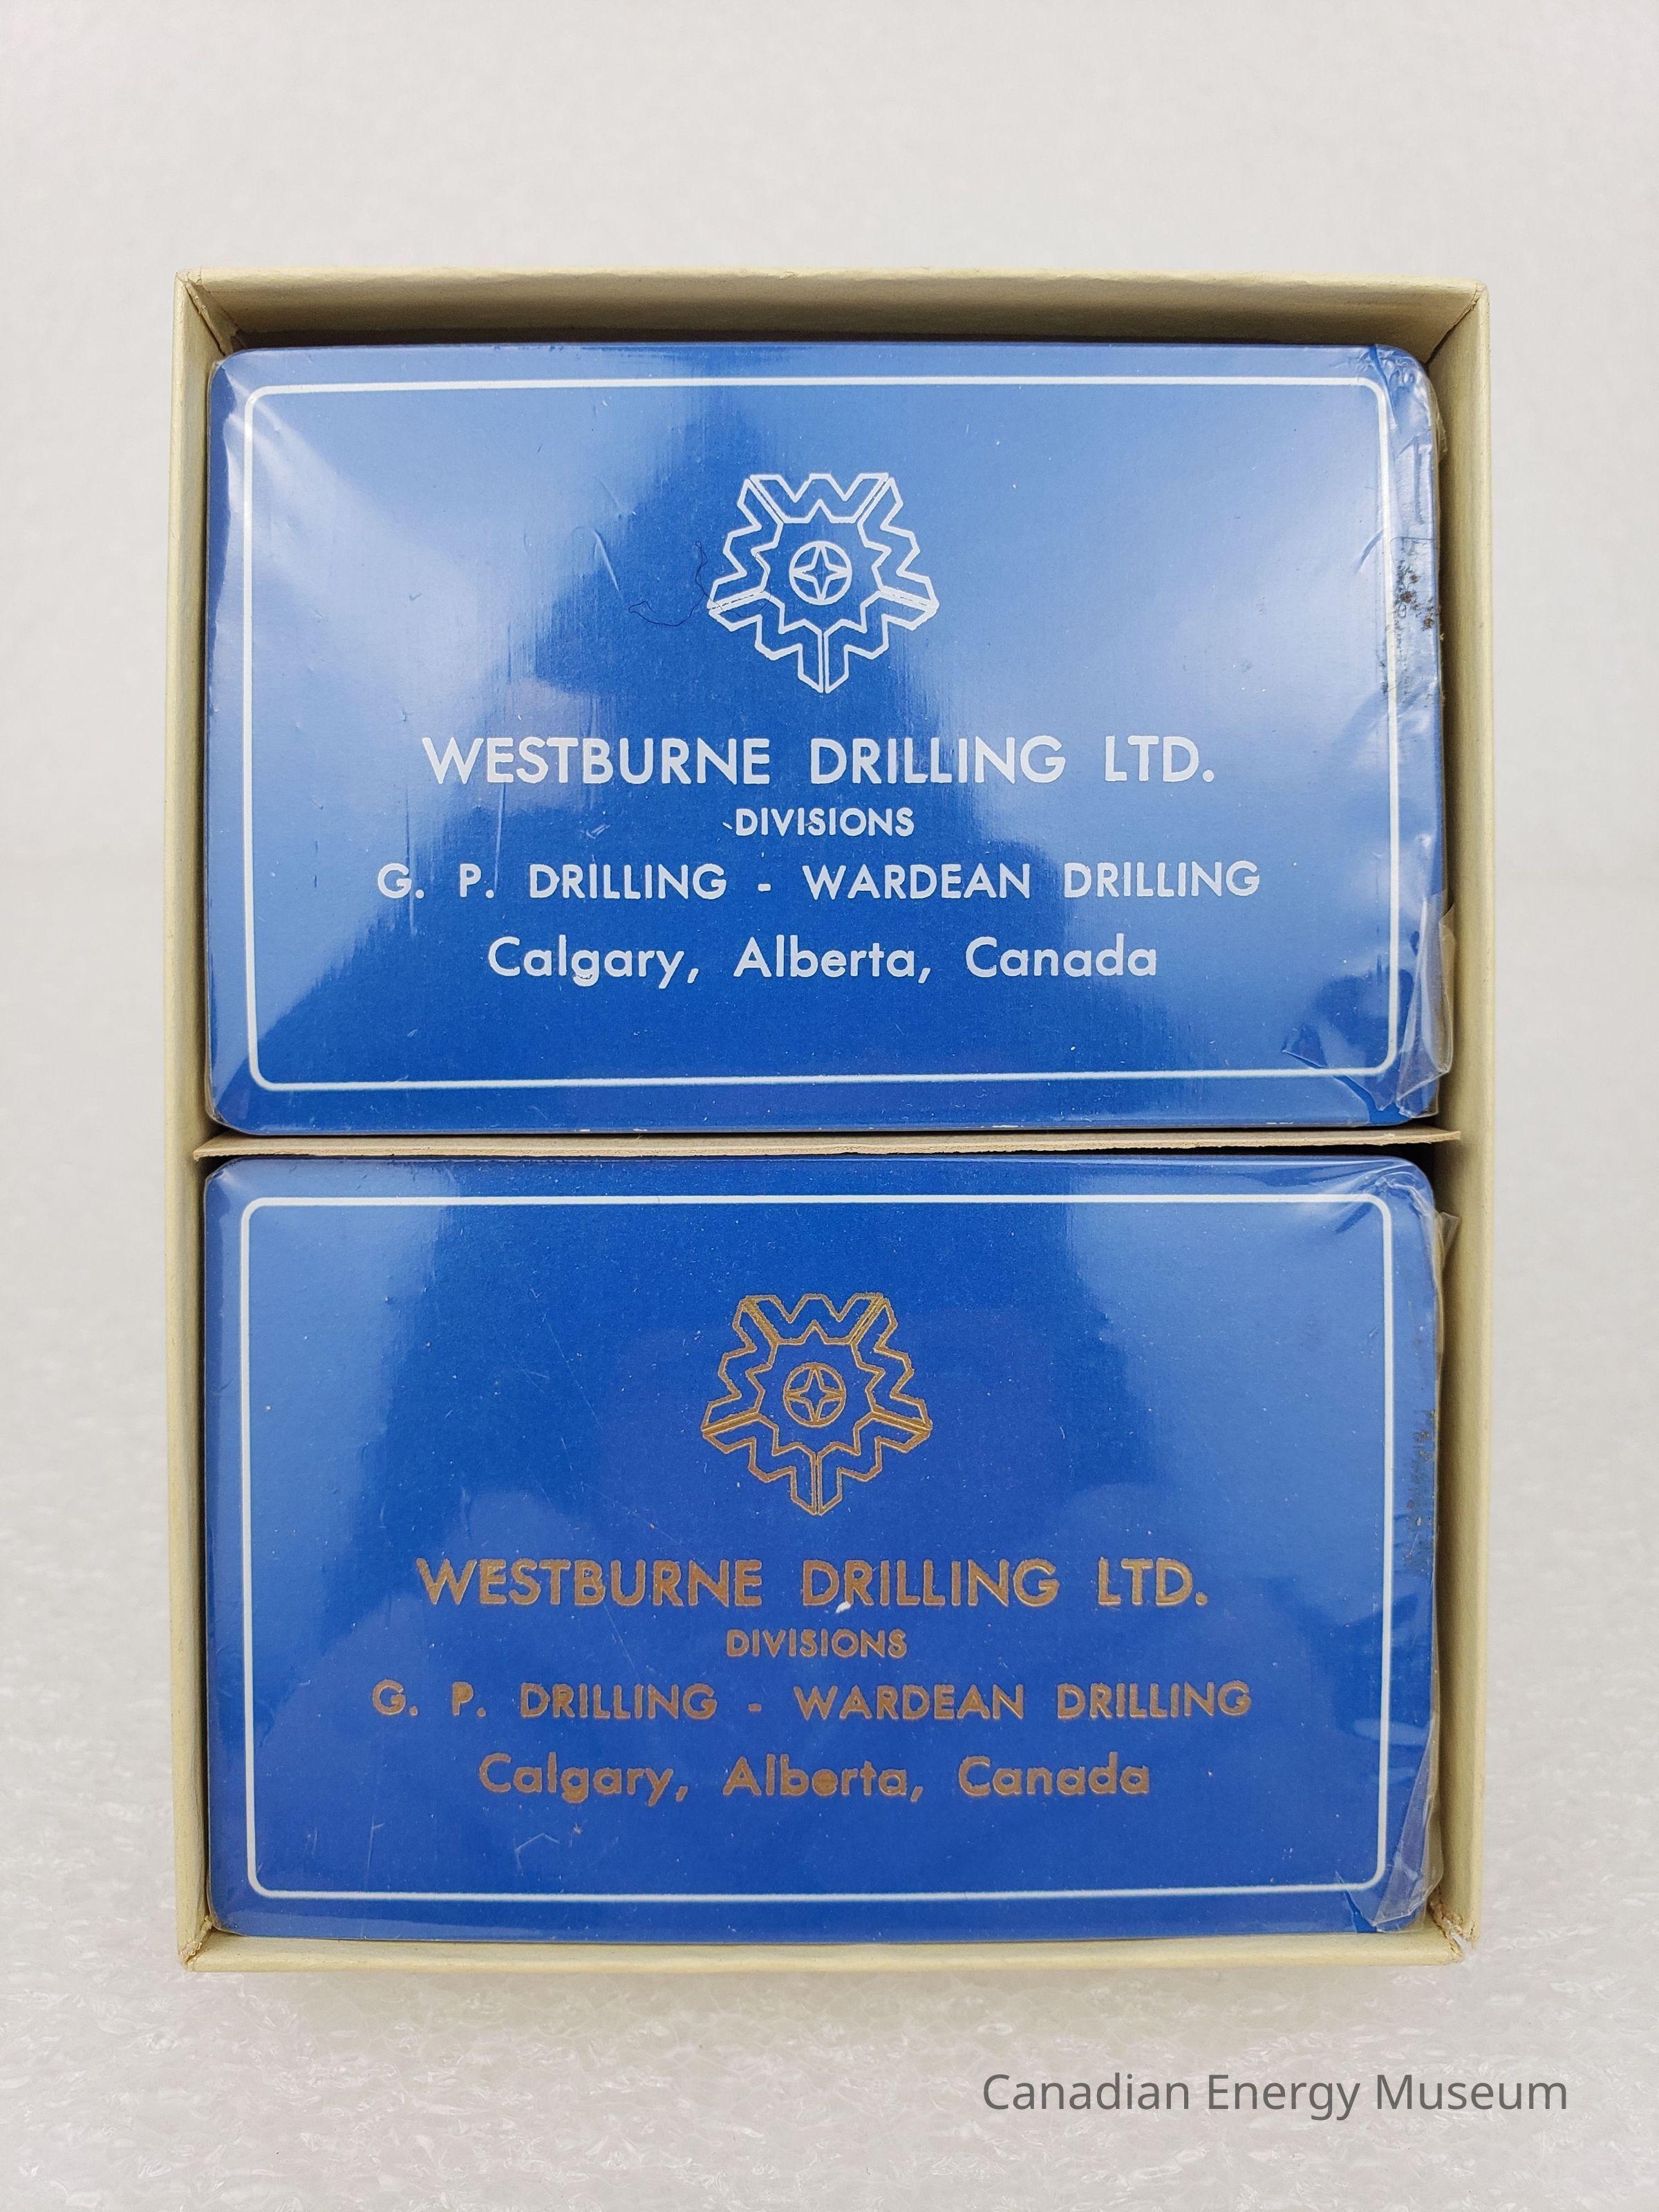 WESTBURNE DRILLING LTD.
DIVISIONS
G. P. DRILLING - WARDEAN DRILLING
Calgary, Alberta, Canada
WESTBURNE DRILLING LTD.
DIVISIONS
G. P. DRILLING - WARDEAN DRILLING
Calgary, Alberta, Canada
Canadian Energy Museum